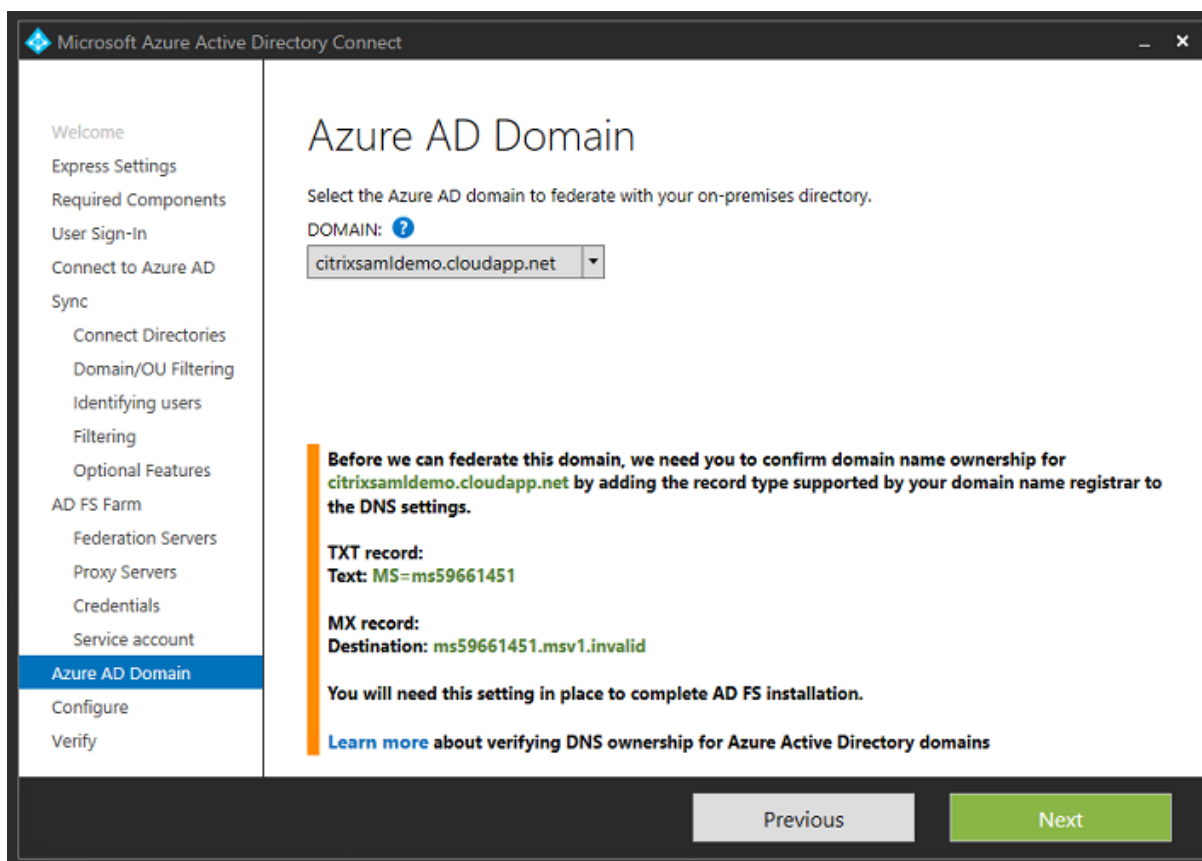 Microsoft Azure Active Directory Connect
Welcome
Express Settings
Required Components
User Sign-In
Connect to Azure AD
Sync
Connect Directories
Domain/OU Filtering
Identifying users
Filtering
Optional Features
AD FS Farm
Federation Servers
Proxy Servers
Credentials
Service account
Azure AD Domain
Configure
Verify
Azure AD Domain
Select the Azure AD domain to federate with your on-premises directory.
DOMAIN: ?
citrixsamldemo.cloudapp.net
Before we can federate this domain, we need you to confirm domain name ownership for
citrixsamldemo.cloudapp.net by adding the record type supported by your domain name registrar to
the DNS settings.
TXT record:
Text: MS=ms59661451
MX record:
Destination: ms59661451.msv1.invalid
You will need this setting in place to complete AD FS installation.
Learn more about verifying DNS ownership for Azure Active Directory domains
Previous
Next